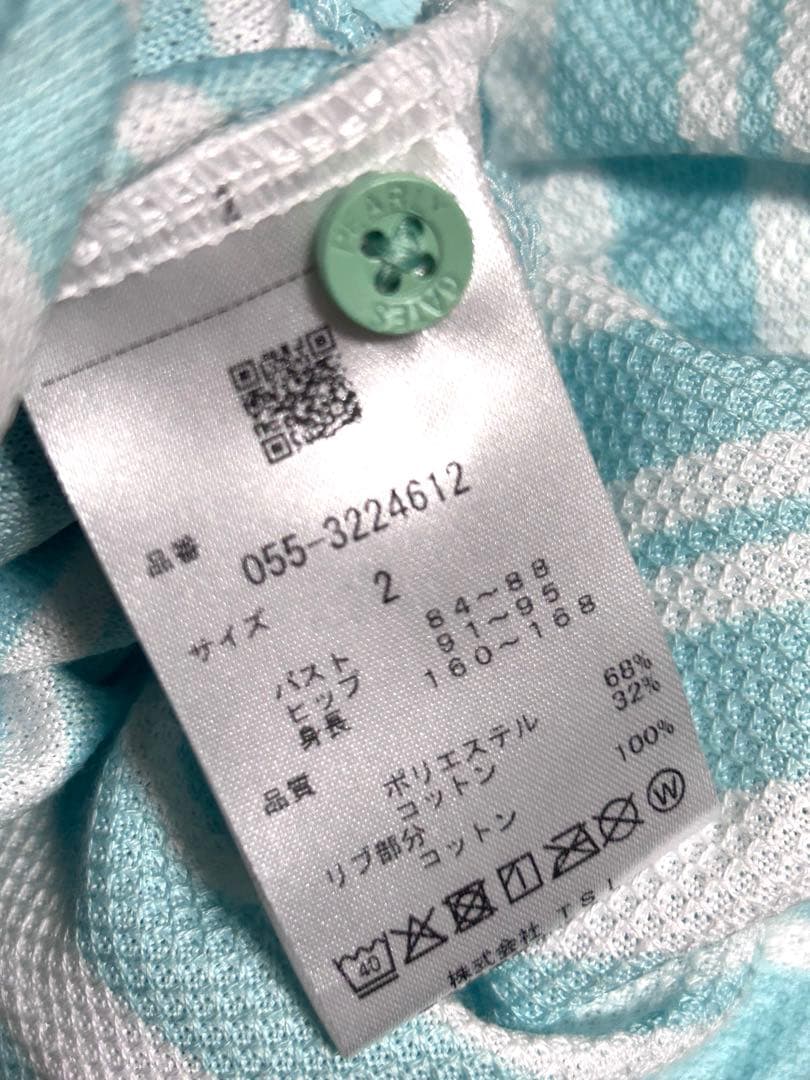 PEARLY
GATES
品番 055-3224612
サイズ 2
バスト 84～88
ヒップ 91～95
身長 160～168
品質 ポリエステル 68%
コットン 32%
リブ部分
コットン 100%
40 W
株式会社 TSI